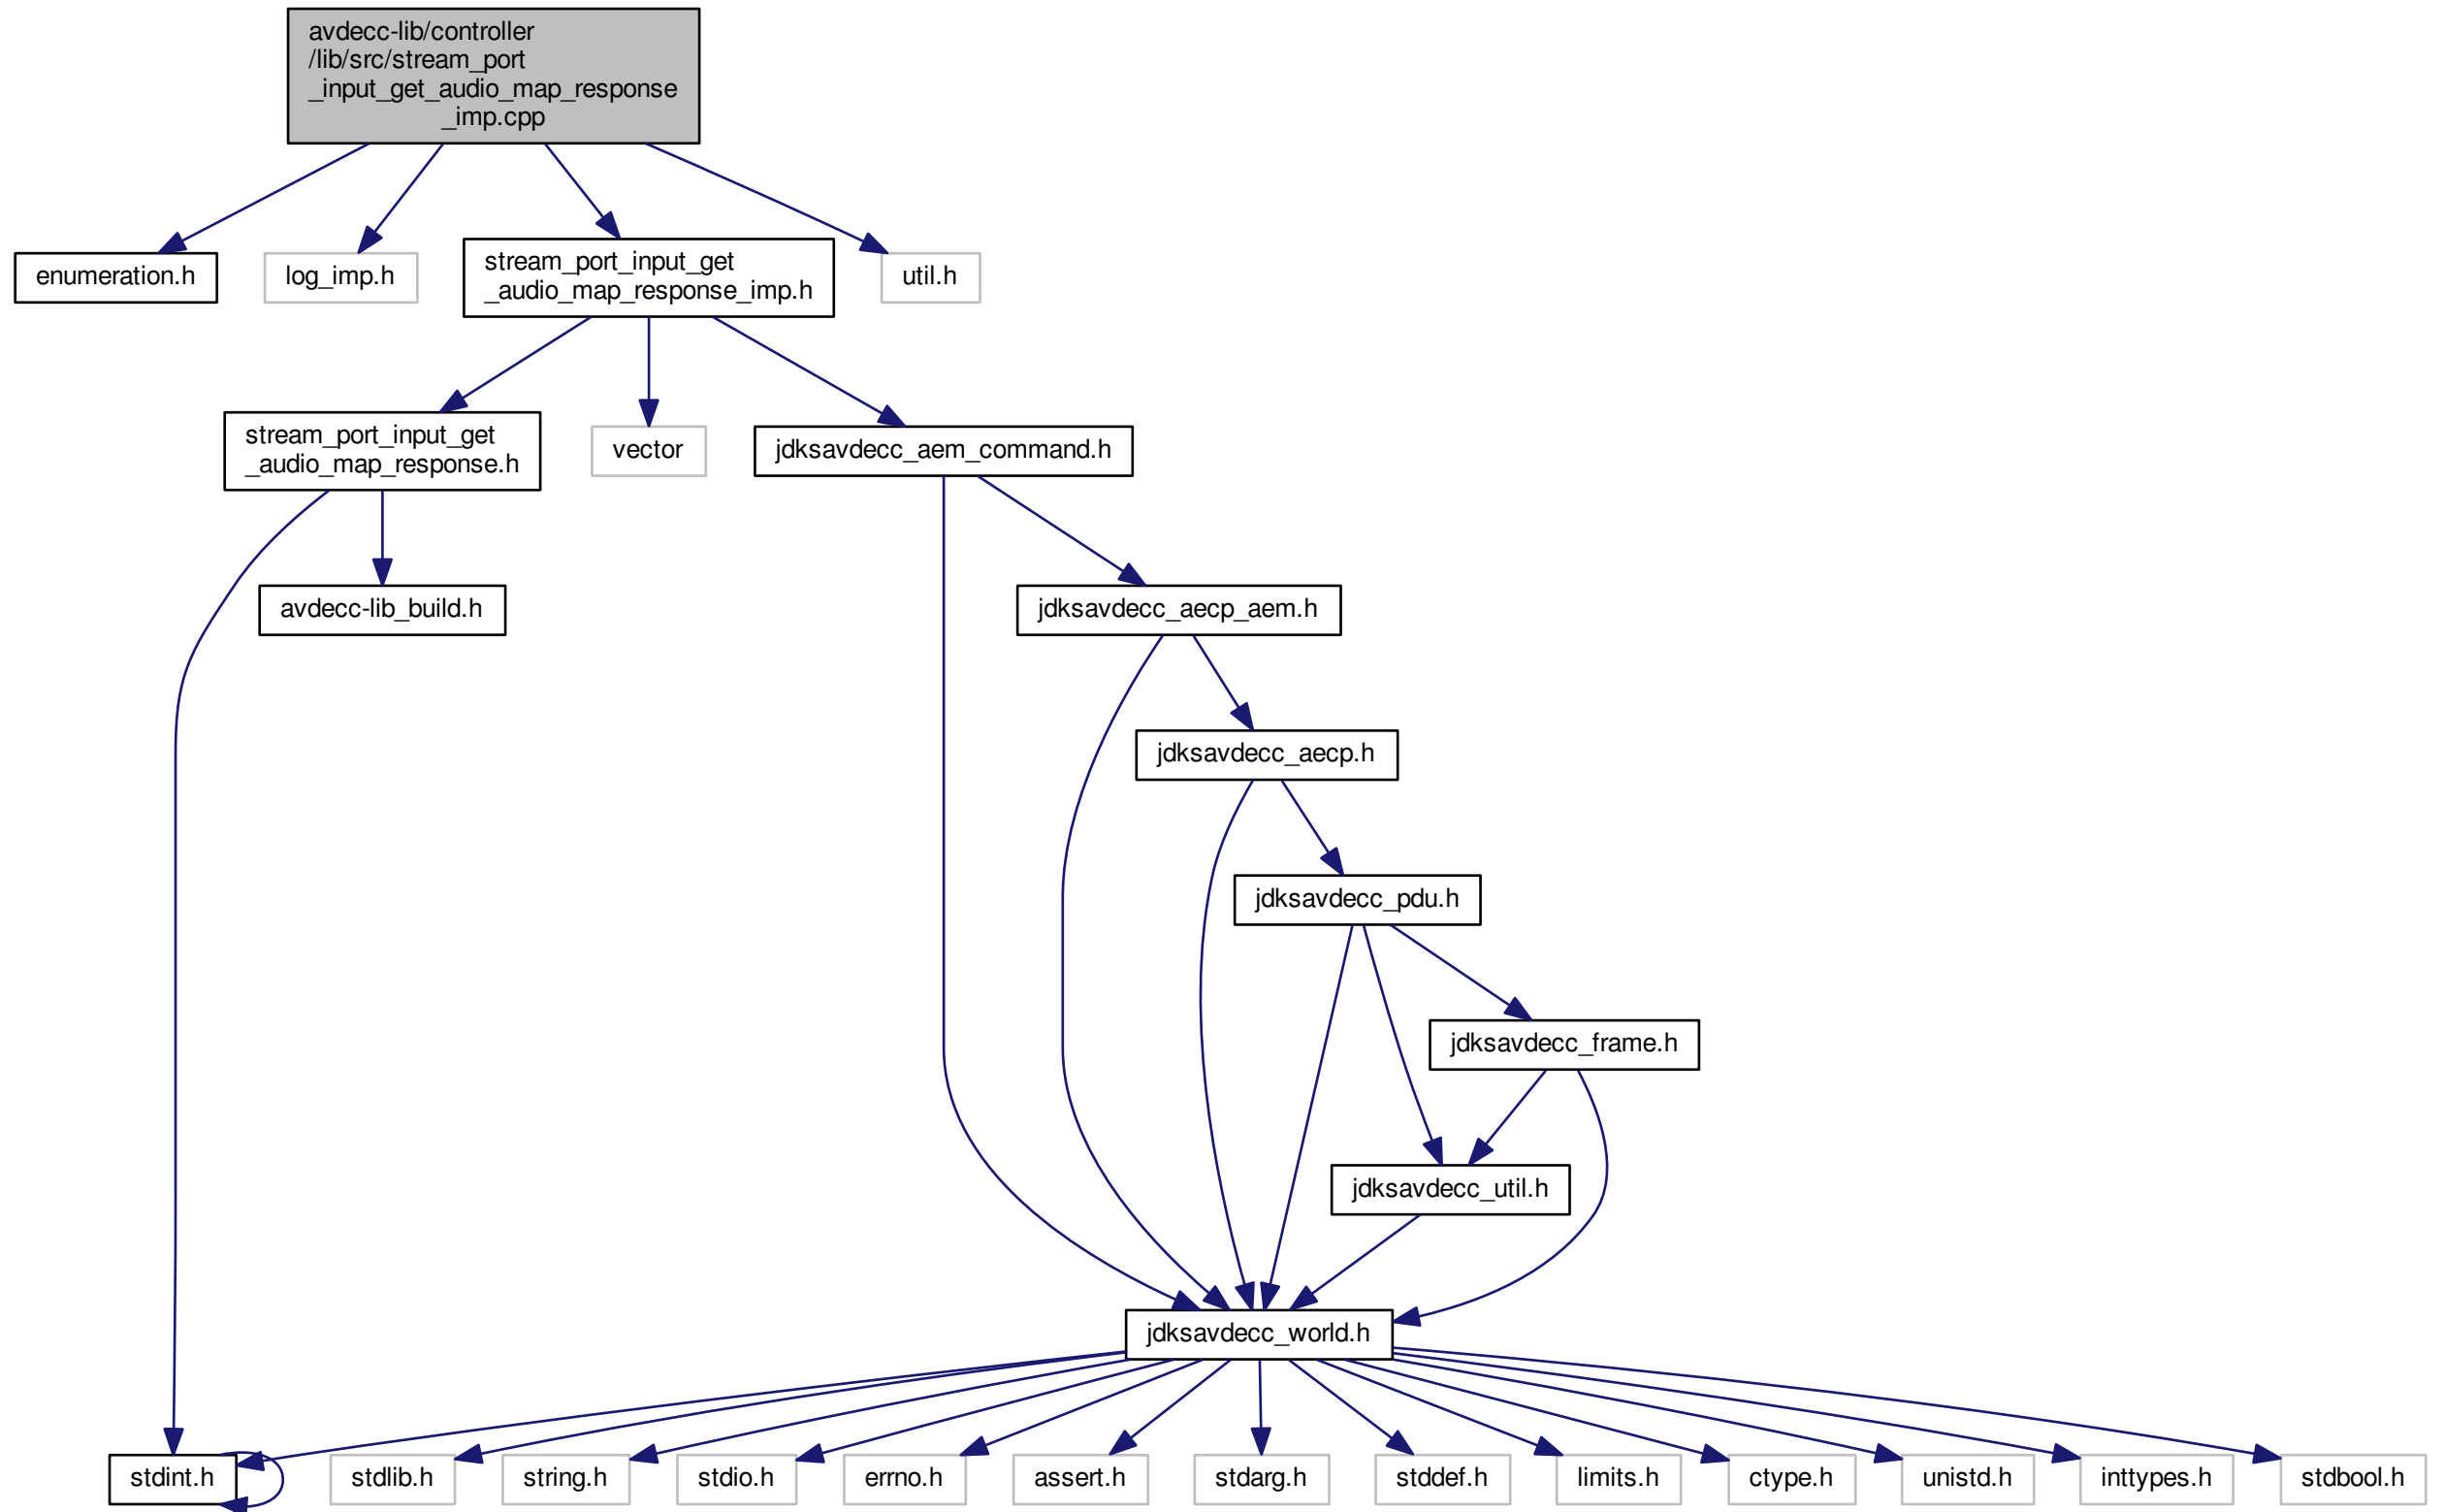 avdecc-lib/controller
/lib/src/stream_port
_input_get_audio_map_response
_imp.cpp
enumeration.h
log_imp.h
stream_port_input_get
_audio_map_response_imp.h
util.h
stream_port_input_get
_audio_map_response.h
vector
jdksavdecc_aem_command.h
avdecc-lib_build.h
jdksavdecc_aecp_aem.h
jdksavdecc_aecp.h
jdksavdecc_pdu.h
jdksavdecc_frame.h
jdksavdecc_util.h
jdksavdecc_world.h
stdint.h
stdlib.h
string.h
stdio.h
errno.h
assert.h
stdarg.h
stddef.h
limits.h
ctype.h
unistd.h
inttypes.h
stdbool.h